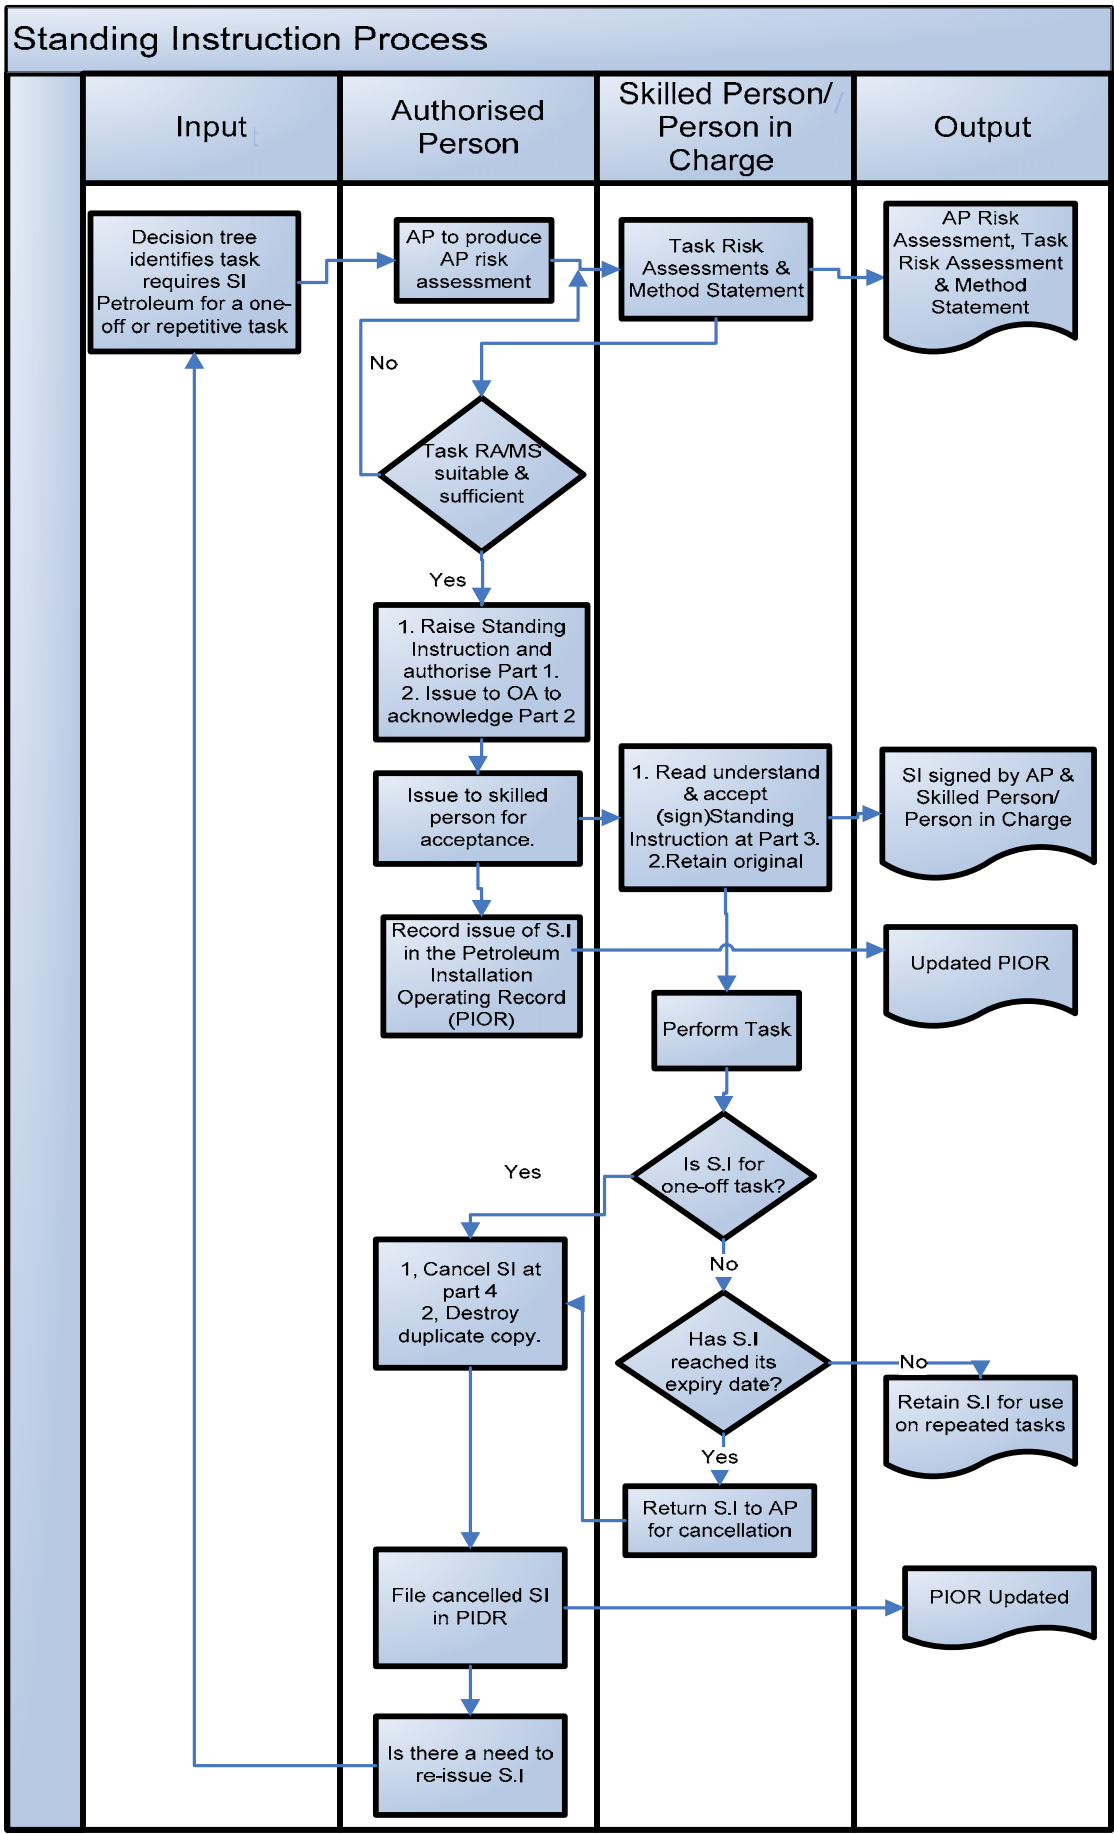 Standing Instruction Process
Input
Authorised
Person
Skilled Person/
Person in
Charge
Output
Decision tree
identifies task
requires SI
Petroleum for a one-
off or repetitive task
AP to produce
AP risk
assessment
Task Risk
Assessments &
Method Statement
AP Risk
Assessment, Task
Risk Assessment
& Method
Statement
No
Task RA/MS
suitable &
sufficient
Yes
1. Raise Standing
Instruction and
authorise Part 1.
2. Issue to OA to
acknowledge Part 2
Issue to skilled
person for
acceptance.
1. Read understand
& accept
(sign)Standing
Instruction at Part 3.
2.Retain original
SI signed by AP &
Skilled Person/
Person in Charge
Record issue of S.I
in the Petroleum
Installation
Operating Record
(PIOR)
Updated PIOR
Perform Task
Is S.I for
one-off task?
Yes
No
1, Cancel SI at
part 4
2, Destroy
duplicate copy.
Has S.I
reached its
expiry date?
No
Retain S.I for use
on repeated tasks
Yes
Return S.I to AP
for cancellation
File cancelled SI
in PIDR
PIOR Updated
Is there a need to
re-issue S.I